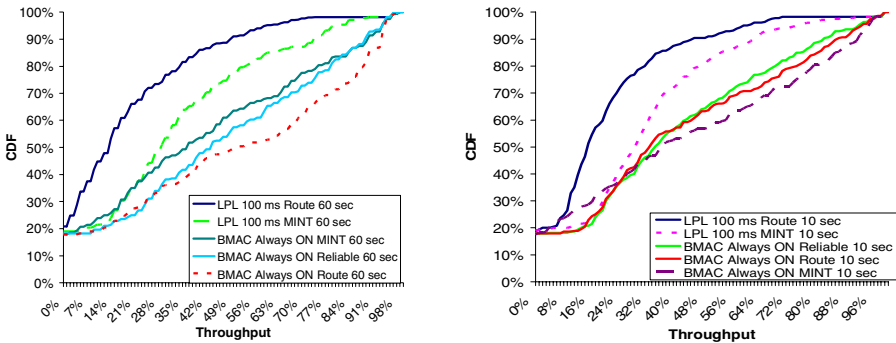 100%
90%
80%
70%
60%
50%
40%
30%
20%
10%
0%
CDF
LPL 100 ms Route 60 sec
LPL 100 ms MINT 60 sec
BMAC Always ON MINT 60 sec
BMAC Always ON Reliable 60 sec
BMAC Always ON Route 60 sec
0% 7% 14% 21% 28% 35% 42% 49% 56% 63% 70% 77% 84% 91% 98%
Throughput
100%
90%
80%
70%
60%
50%
40%
30%
20%
10%
0%
CDF
LPL 100 ms Route 10 sec
LPL 100 ms MINT 10 sec
BMAC Always ON Reliable 10 sec
BMAC Always ON Route 10 sec
BMAC Always ON MINT 10 sec
0% 8% 16% 24% 32% 40% 48% 56% 64% 72% 80% 88% 96%
Throughput